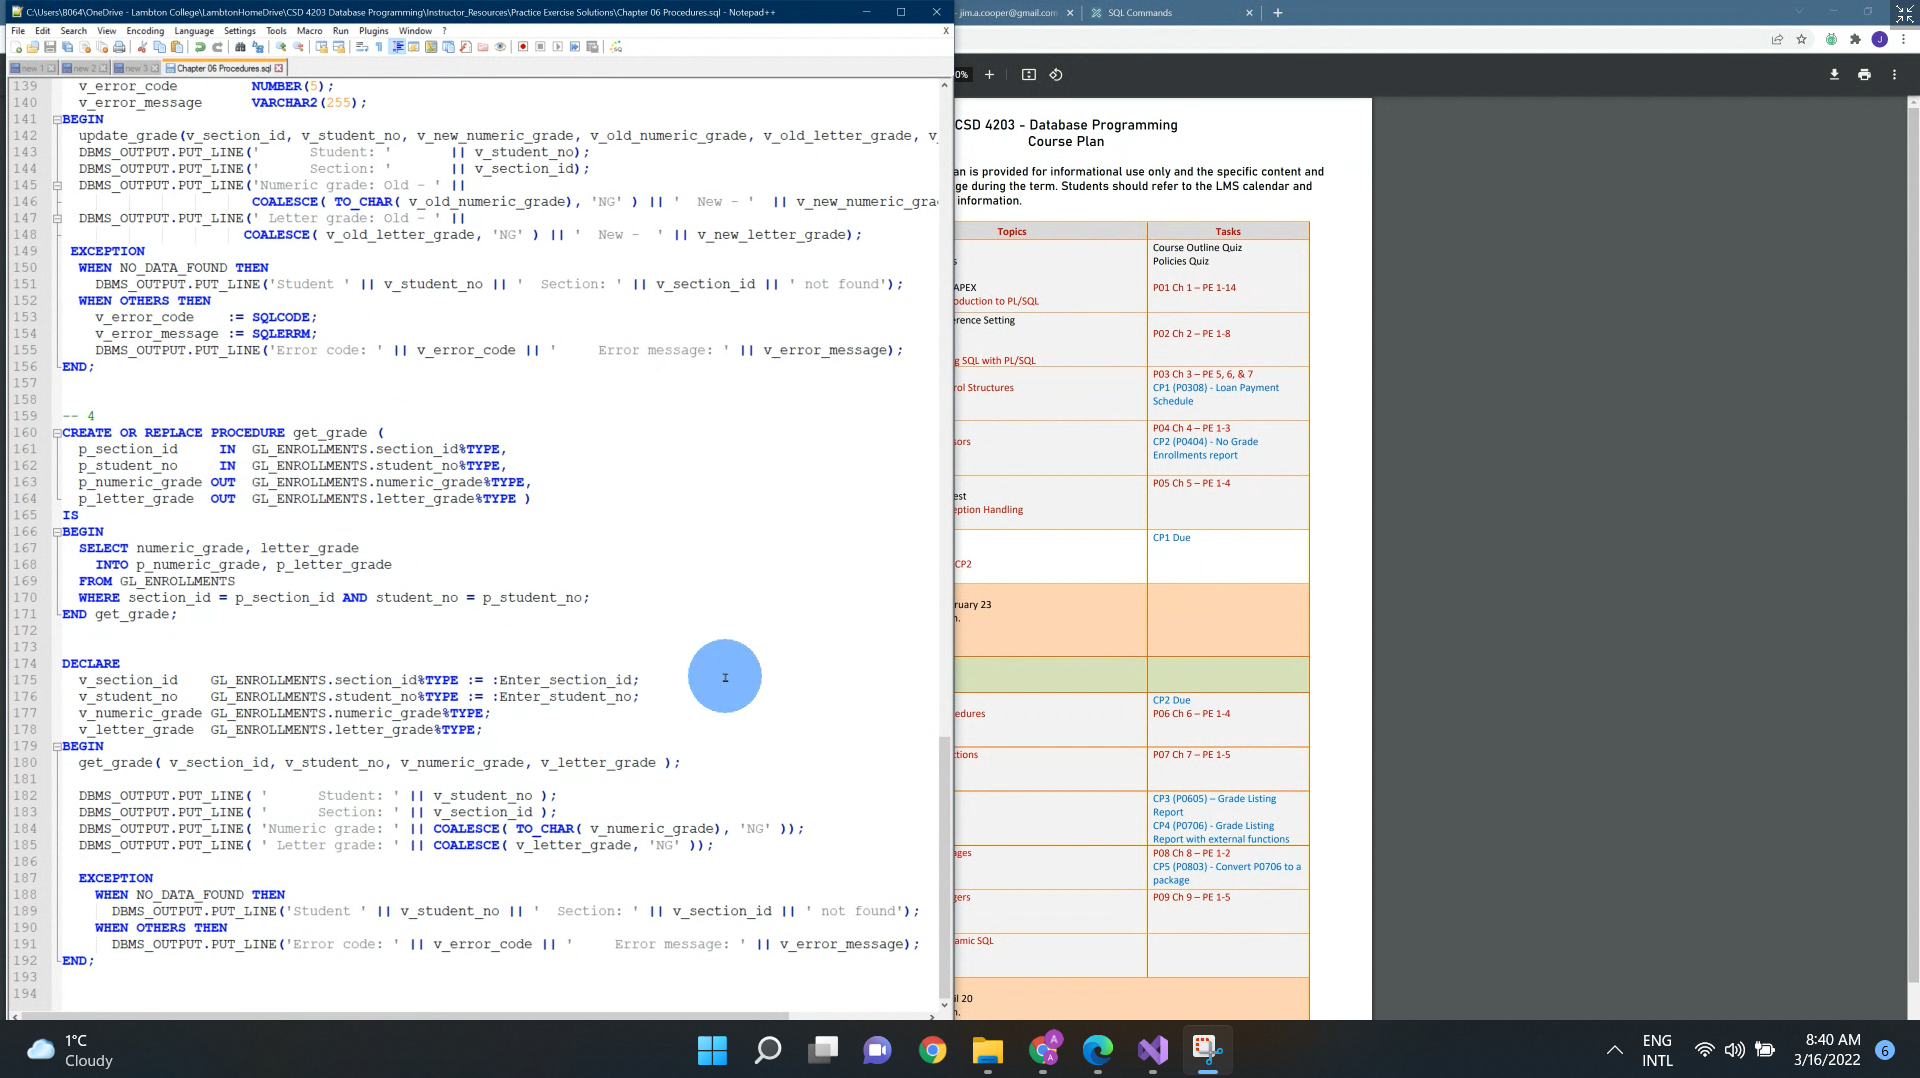 C:\Users\B064\OneDrive - Lambton College\LambtonHomeDrive\CSD 4203 Database Programming\Instructor_Resources\Practice Exercise Solutions\Chapter 06 Procedures.sql - Notepad++
File Edit Search View Encoding Language Settings Tools Macro Run Plugins Window ? X
new 1 new 2 new 3 Chapter 06 Procedures.sql
139 v_error_code NUMBER(5);
140 v_error_message VARCHAR2(255);
141 BEGIN
142 update_grade(v_section_id, v_student_no, v_new_numeric_grade, v_old_numeric_grade, v_old_letter_grade, v_
143 DBMS_OUTPUT.PUT_LINE(' Student: ' || v_student_no);
144 DBMS_OUTPUT.PUT_LINE(' Section: ' || v_section_id);
145 DBMS_OUTPUT.PUT_LINE('Numeric grade: Old - ' ||
146 COALESCE( TO_CHAR( v_old_numeric_grade), 'NG' ) || ' New - ' || v_new_numeric_gra
147 DBMS_OUTPUT.PUT_LINE(' Letter grade: Old - ' ||
148 COALESCE( v_old_letter_grade, 'NG' ) || ' New - ' || v_new_letter_grade);
149 EXCEPTION
150 WHEN NO_DATA_FOUND THEN
151 DBMS_OUTPUT.PUT_LINE('Student ' || v_student_no || ' Section: ' || v_section_id || ' not found');
152 WHEN OTHERS THEN
153 v_error_code := SQLCODE;
154 v_error_message := SQLERRM;
155 DBMS_OUTPUT.PUT_LINE('Error code: ' || v_error_code || ' Error message: ' || v_error_message);
156 END;
157
158
159 -- 4
160 CREATE OR REPLACE PROCEDURE get_grade (
161 p_section_id IN GL_ENROLLMENTS.section_id%TYPE,
162 p_student_no IN GL_ENROLLMENTS.student_no%TYPE,
163 p_numeric_grade OUT GL_ENROLLMENTS.numeric_grade%TYPE,
164 p_letter_grade OUT GL_ENROLLMENTS.letter_grade%TYPE )
165 IS
166 BEGIN
167 SELECT numeric_grade, letter_grade
168 INTO p_numeric_grade, p_letter_grade
169 FROM GL_ENROLLMENTS
170 WHERE section_id = p_section_id AND student_no = p_student_no;
171 END get_grade;
172
173
174 DECLARE
175 v_section_id GL_ENROLLMENTS.section_id%TYPE := :Enter_section_id;
176 v_student_no GL_ENROLLMENTS.student_no%TYPE := :Enter_student_no;
177 v_numeric_grade GL_ENROLLMENTS.numeric_grade%TYPE;
178 v_letter_grade GL_ENROLLMENTS.letter_grade%TYPE;
179 BEGIN
180 get_grade( v_section_id, v_student_no, v_numeric_grade, v_letter_grade );
181
182 DBMS_OUTPUT.PUT_LINE( ' Student: ' || v_student_no );
183 DBMS_OUTPUT.PUT_LINE( ' Section: ' || v_section_id );
184 DBMS_OUTPUT.PUT_LINE( 'Numeric grade: ' || COALESCE( TO_CHAR( v_numeric_grade), 'NG' ));
185 DBMS_OUTPUT.PUT_LINE( ' Letter grade: ' || COALESCE( v_letter_grade, 'NG' ));
186
187 EXCEPTION
188 WHEN NO_DATA_FOUND THEN
189 DBMS_OUTPUT.PUT_LINE('Student ' || v_student_no || ' Section: ' || v_section_id || ' not found');
190 WHEN OTHERS THEN
191 DBMS_OUTPUT.PUT_LINE('Error code: ' || v_error_code || ' Error message: ' || v_error_message);
192 END;
193
194
- jim.a.cooper@gmail.com SQL Commands
J
0%
CSD 4203 - Database Programming
Course Plan
an is provided for informational use only and the specific content and
ge during the term. Students should refer to the LMS calendar and
information.
Topics Tasks
Course Outline Quiz
s Policies Quiz
APEX P01 Ch 1 – PE 1-14
oduction to PL/SQL
erence Setting
P02 Ch 2 – PE 1-8
g SQL with PL/SQL
P03 Ch 3 – PE 5, 6, & 7
rol Structures CP1 (P0308) - Loan Payment
Schedule
P04 Ch 4 – PE 1-3
sors CP2 (P0404) - No Grade
Enrollments report
P05 Ch 5 – PE 1-4
est
eption Handling
CP1 Due
CP2
ruary 23
n.
CP2 Due
edures P06 Ch 6 – PE 1-4
ctions P07 Ch 7 – PE 1-5
CP3 (P0605) – Grade Listing
Report
CP4 (P0706) - Grade Listing
Report with external functions
ages P08 Ch 8 – PE 1-2
CP5 (P0803) - Convert P0706 to a
package
gers P09 Ch 9 – PE 1-5
amic SQL
il 20
n.
1°C
Cloudy
A
A
ENG
INTL
8:40 AM
3/16/2022
6